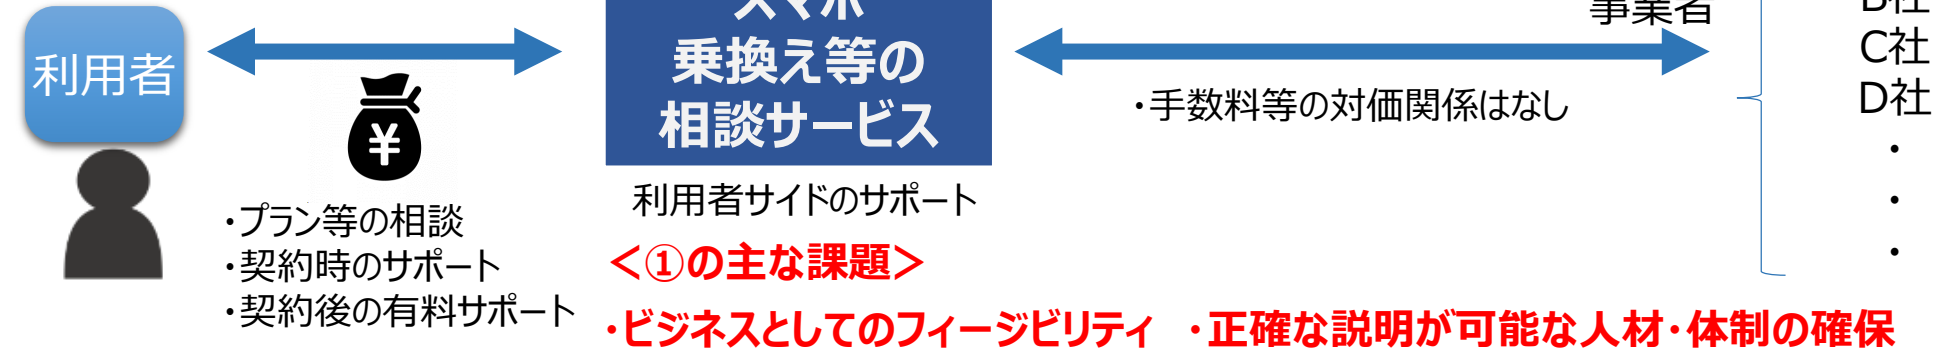 スマホ
乗換え等の
相談サービス
利用者
事業者
B社
C社
D社
・
・
・
¥
・手数料等の対価関係はなし
・プラン等の相談
・契約時のサポート
・契約後の有料サポート
利用者サイドのサポート
＜①の主な課題＞
・ビジネスとしてのフィージビリティ ・正確な説明が可能な人材・体制の確保